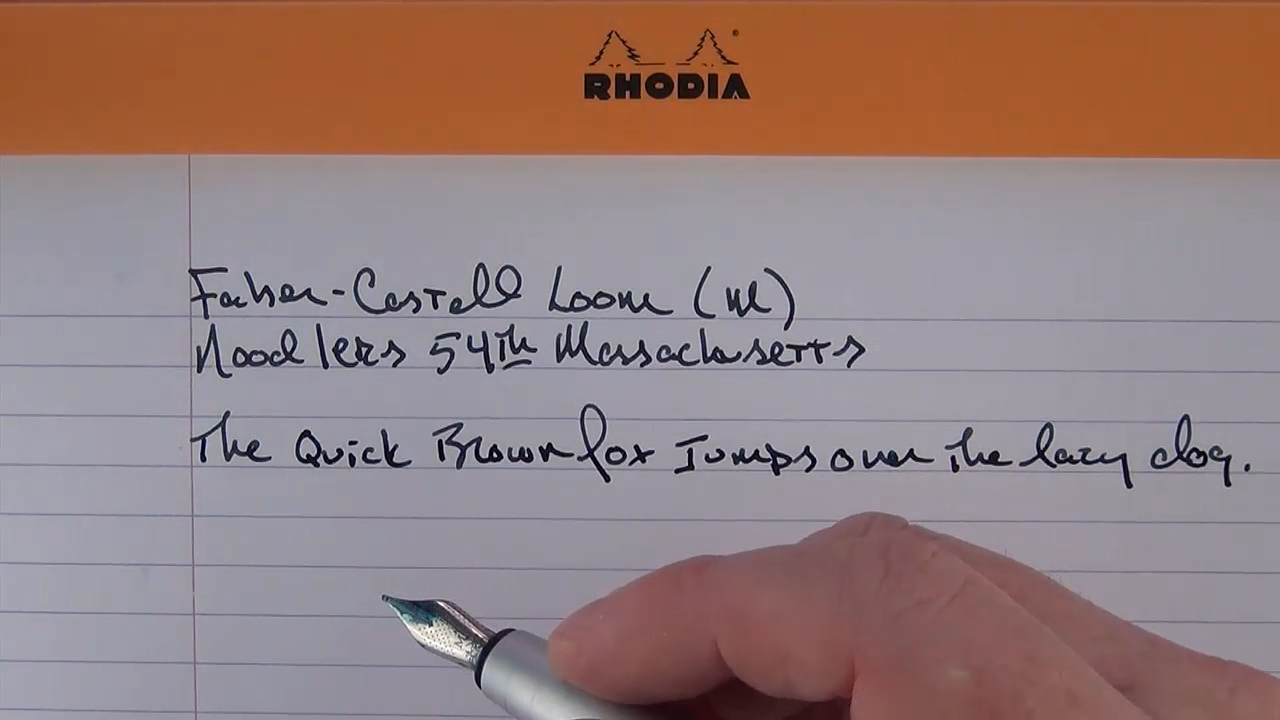 RHODIA
Faber-Castell Loom (M)
Noodlers 54th Massachusetts
The Quick Brown fox Jumps over the lazy dog.